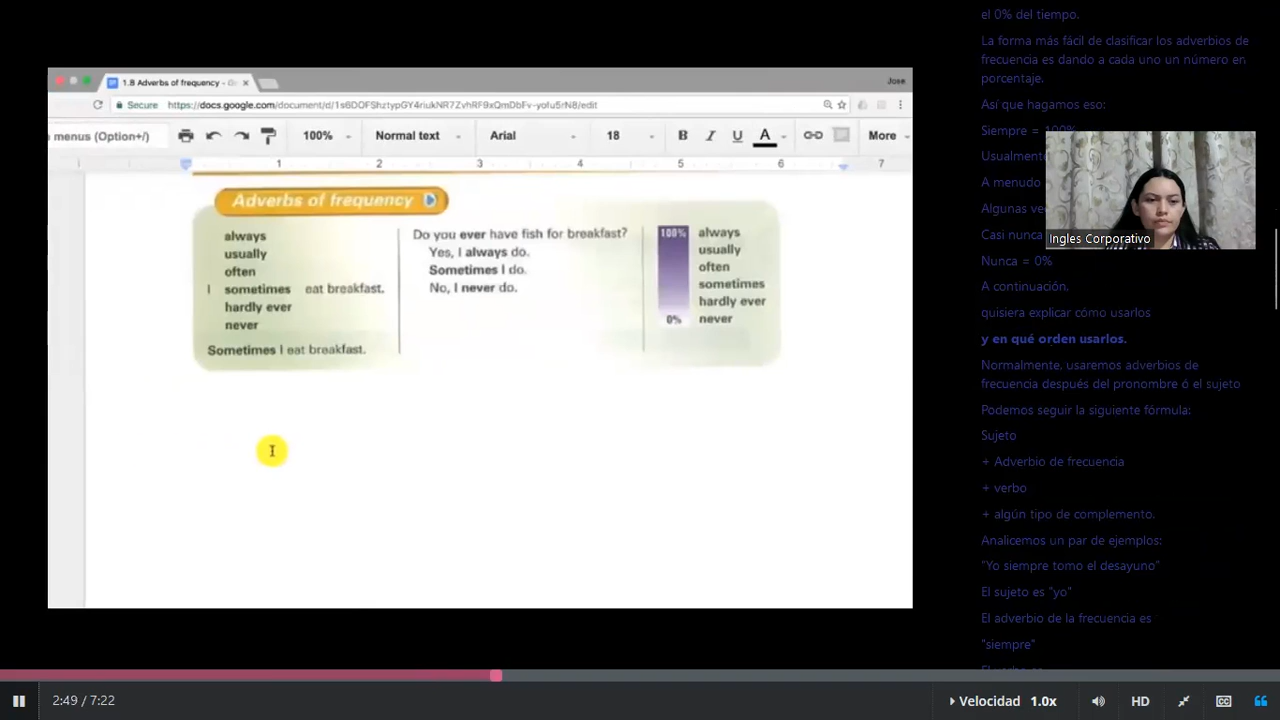 1.8 Adverbs of frequency - Go
Jose
Secure https://docs.google.com/document/d/1s6DOFShztypGY4riukNR7ZvhRF9xQmDbFv-yofu5rN8/edit
menus (Option+/)
100%
Normal text
Arial
18
B I U A
More
1 2 3 4 5 6 7
Adverbs of frequency
always
usually
often
I sometimes eat breakfast.
hardly ever
never
Sometimes I eat breakfast.
Do you ever have fish for breakfast?
Yes, I always do.
Sometimes I do.
No, I never do.
100% always
usually
often
sometimes
hardly ever
0% never
el 0% del tiempo.
La forma más fácil de clasificar los adverbios de
frecuencia es dando a cada uno un número en
porcentaje.
Así que hagamos eso:
Siempre = 100%
Usualmente
A menudo
Algunas
Casi nunca
Nunca = 0%
A continuación,
quisiera explicar cómo usarlos
y en qué orden usarlos.
Normalmente, usaremos adverbios de
frecuencia después del pronombre ó el sujeto
Podemos seguir la siguiente fórmula:
Sujeto
+ Adverbio de frecuencia
+ verbo
+ algún tipo de complemento.
Analicemos un par de ejemplos:
"Yo siempre tomo el desayuno"
El sujeto es "yo"
El adverbio de la frecuencia es
"siempre"
Ingles Corporativo
2:49 / 7:22
Velocidad 1.0x
HD
CC